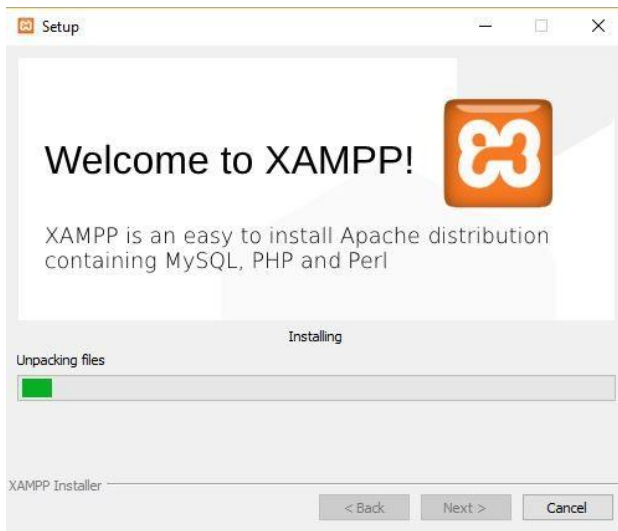 Setup
Welcome to XAMPP!
XAMPP is an easy to install Apache distribution
containing MySQL, PHP and Perl
Installing
Unpacking files
XAMPP Installer
< Back
Next >
Cancel